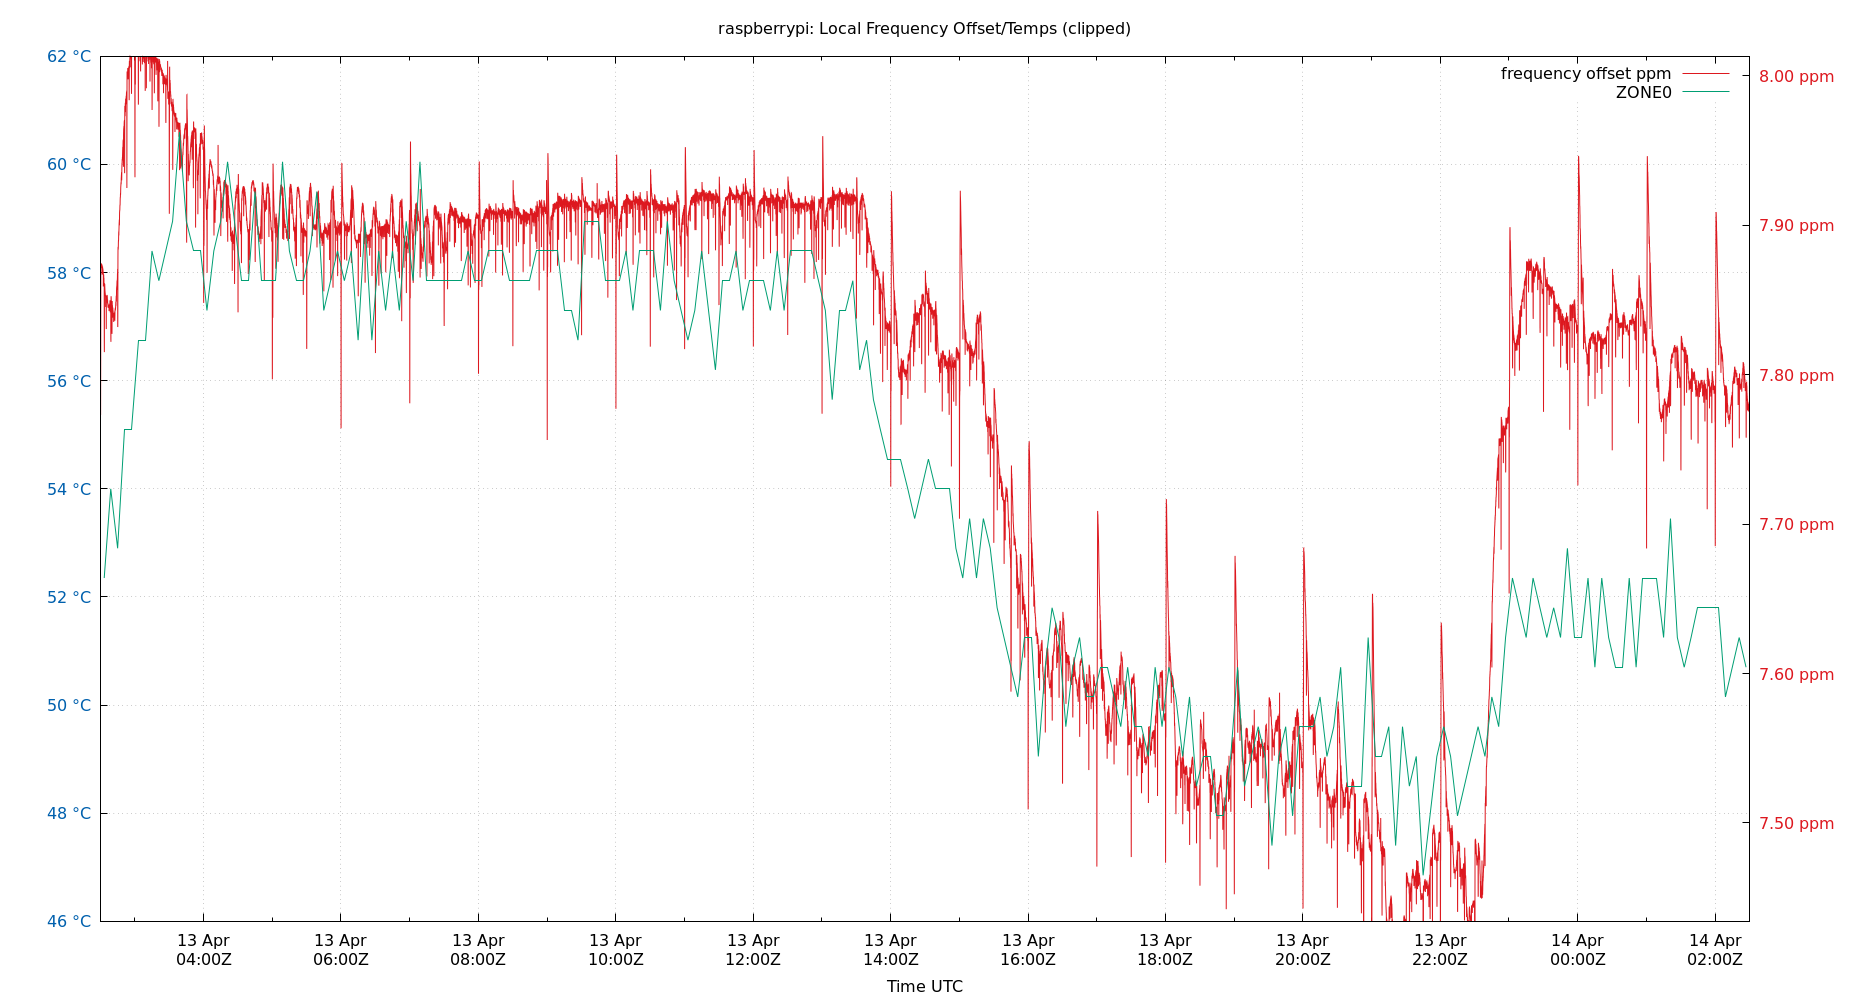 raspberrypi: Local Frequency Offset/Temps (clipped)
frequency offset ppm
ZONE0
62 °C
60 °C
58 °C
56 °C
54 °C
52 °C
50 °C
48 °C
46 °C
8.00 ppm
7.90 ppm
7.80 ppm
7.70 ppm
7.60 ppm
7.50 ppm
13 Apr 13 Apr 13 Apr 13 Apr 13 Apr 13 Apr 13 Apr 13 Apr 13 Apr 13 Apr 14 Apr 14 Apr
04:00Z 06:00Z 08:00Z 10:00Z 12:00Z 14:00Z 16:00Z 18:00Z 20:00Z 22:00Z 00:00Z 02:00Z
Time UTC